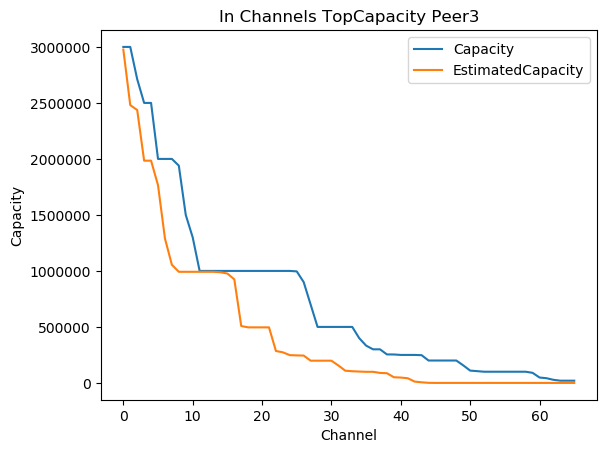 In Channels TopCapacity Peer3
Capacity
EstimatedCapacity
3000000
2500000
2000000
1500000
1000000
500000
0
Capacity
0 10 20 30 40 50 60
Channel